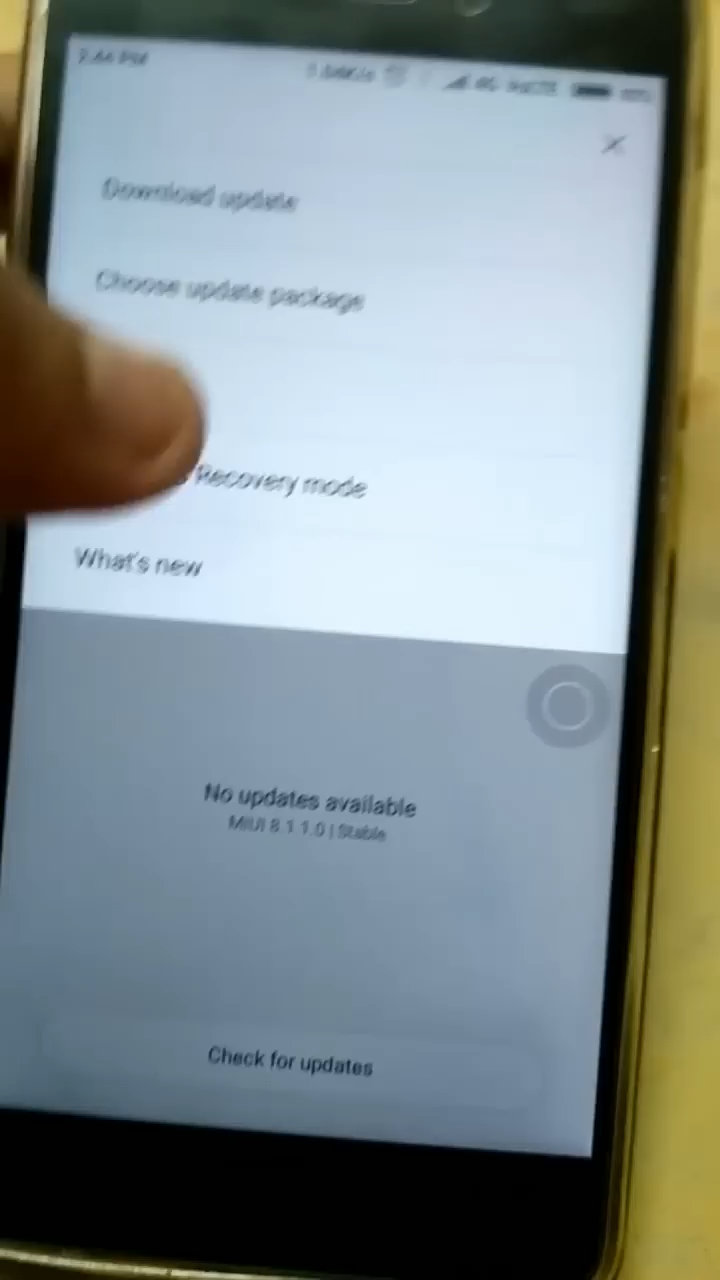 Download update
Choose update package
Recovery mode
What's new
No updates available
MIUI 8.1.1.0 | Stable
Check for updates